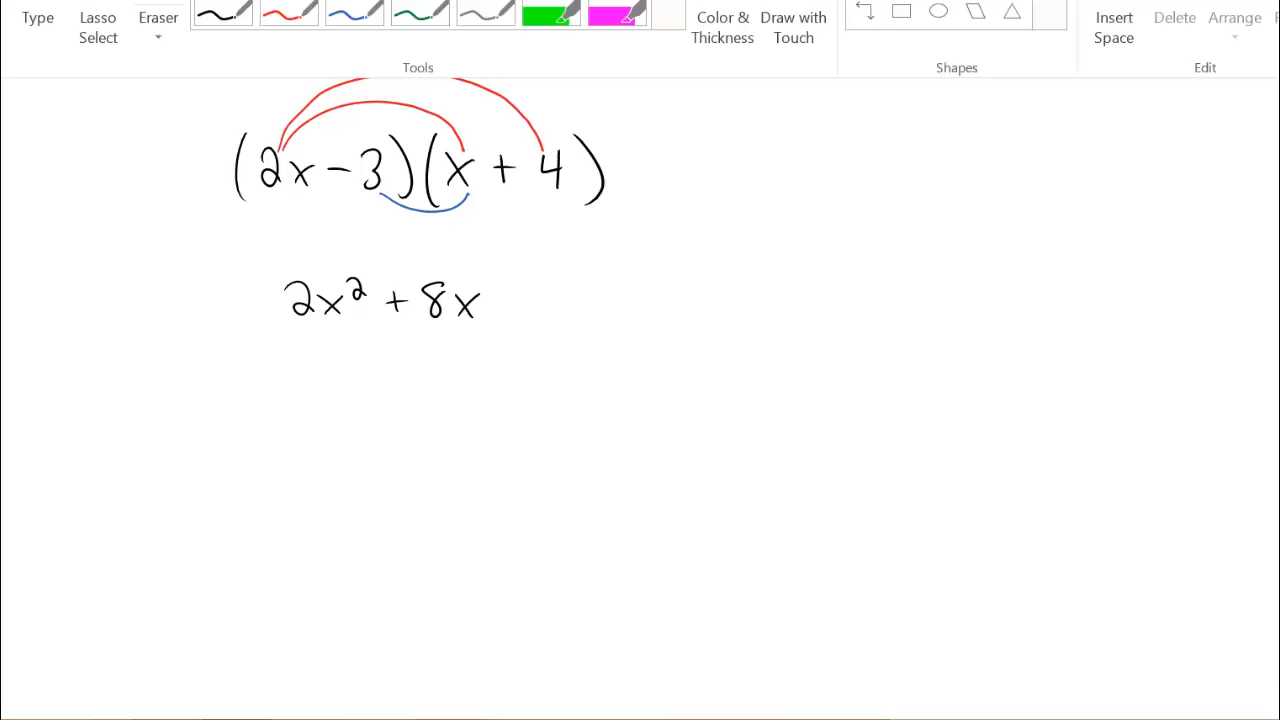 Type
Lasso Select
Eraser
Color & Thickness
Draw with Touch
Insert Space
Delete
Arrange
Tools
Shapes
Edit
(2x-3)(x + 4)
2x² + 8x